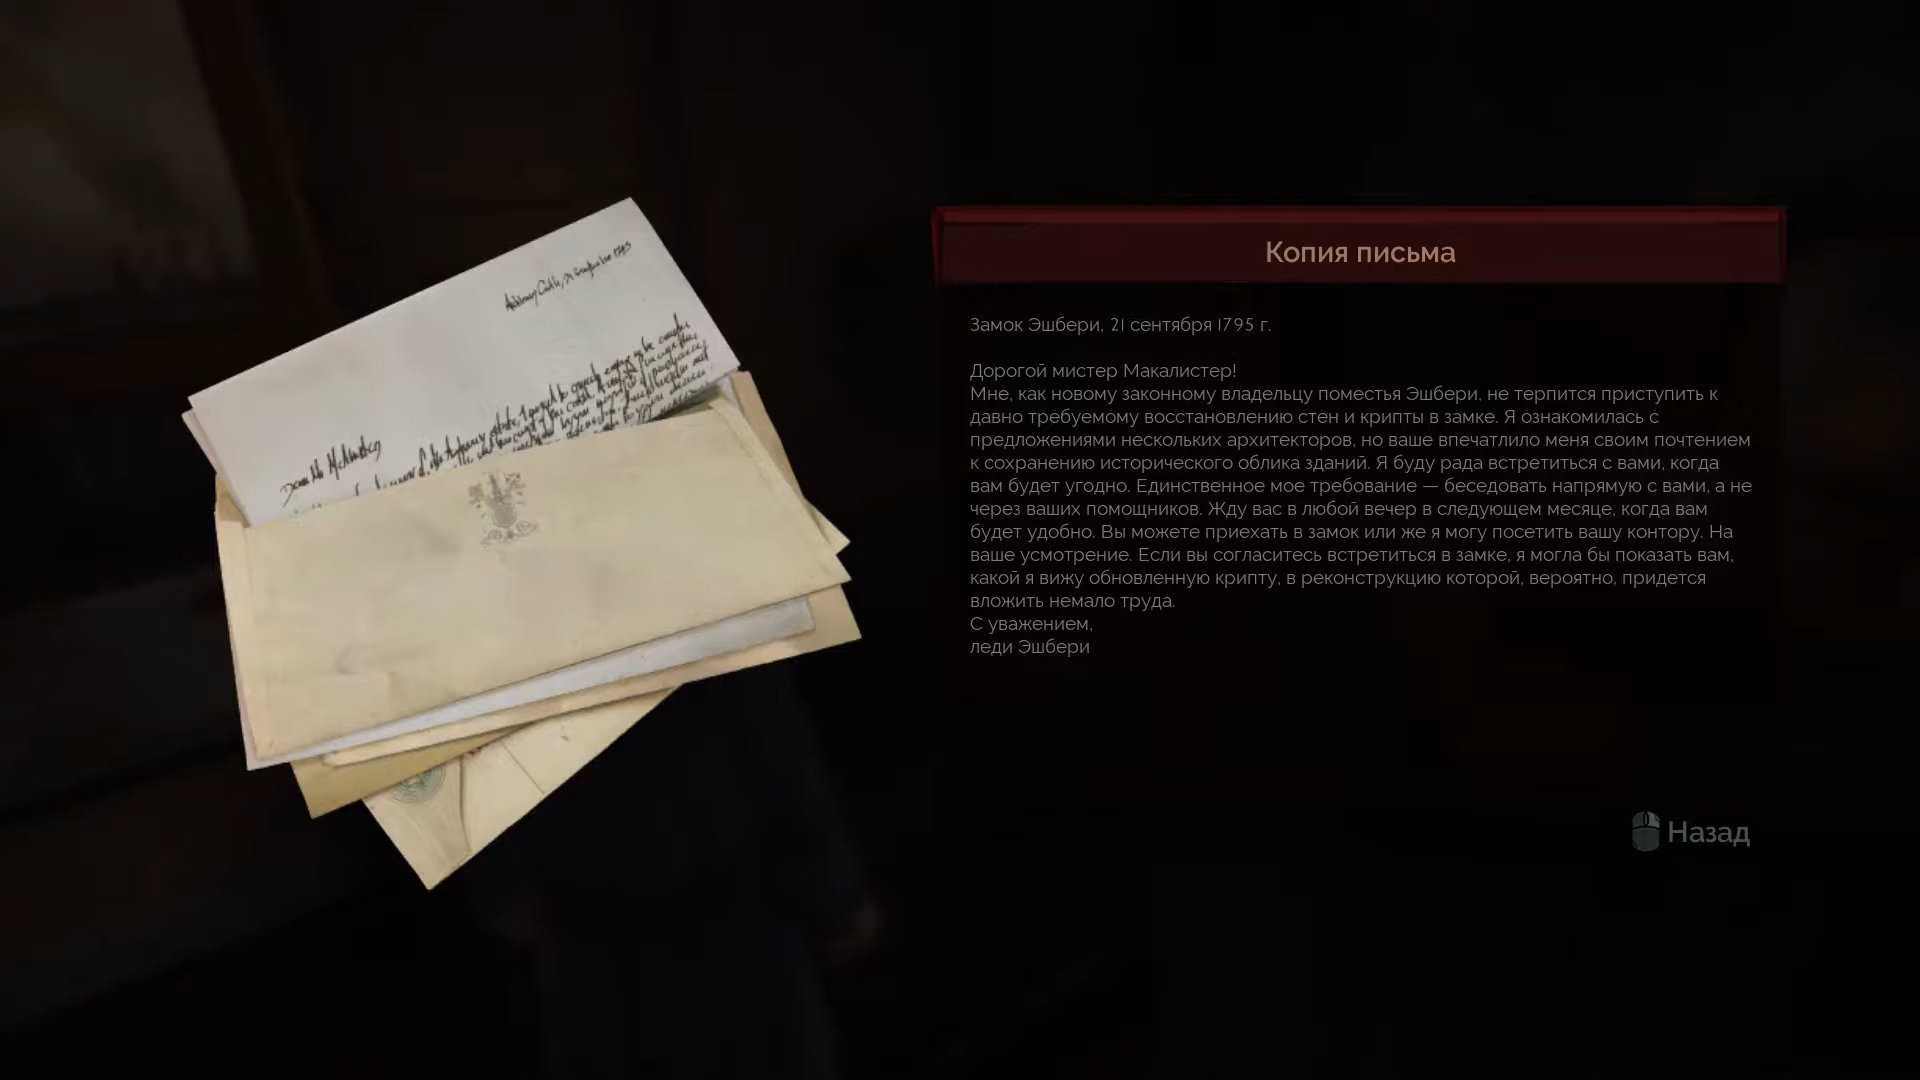 Копия письма
Замок Эшбери, 21 сентября 1795 г.
Дорогой мистер Макалистер!
Мне, как новому законному владельцу поместья Эшбери, не терпится приступить к
давно требуемому восстановлению стен и крипты в замке. Я ознакомилась с
предложениями нескольких архитекторов, но ваше впечатлило меня своим почтением
к сохранению исторического облика зданий. Я буду рада встретиться с вами, когда
вам будет угодно. Единственное мое требование — беседовать напрямую с вами, а не
через ваших помощников. Жду вас в любой вечер в следующем месяце, когда вам
будет удобно. Вы можете приехать в замок или же я могу посетить вашу контору. На
ваше усмотрение. Если вы согласитесь встретиться в замке, я могла бы показать вам,
какой я вижу обновленную крипту, в реконструкцию которой, вероятно, придется
вложить немало труда.
С уважением,
леди Эшбери
Назад